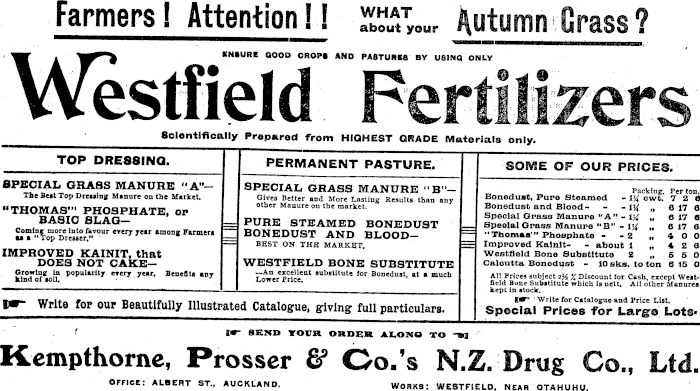 Farmers! Attention!! WHAT about your Autumn Grass?
ENSURE GOOD CROPS AND PASTURES BY USING ONLY
Westfield Fertilizers
Scientifically Prepared from HIGHEST GRADE Materials only.
TOP DRESSING.
SPECIAL GRASS MANURE "A"—
The Best Top Dressing Manure on the Market.
"THOMAS" PHOSPHATE, or
BASIC SLAG—
Coming more into favour every year among Farmers
as a "Top Dresser."
IMPROVED KAINIT, that
DOES NOT CAKE—
Growing in popularity every year. Benefits any
kind of soil.
PERMANENT PASTURE.
SPECIAL GRASS MANURE "B"—
Gives Better and More Lasting Results than any
other Manure on the market.
PURE STEAMED BONEDUST
BONEDUST AND BLOOD—
BEST ON THE MARKET.
WESTFIELD BONE SUBSTITUTE
—An excellent substitute for Bonedust, at a much
Lower Price.
SOME OF OUR PRICES.
Packing. Per ton.
Bonedust, Pure Steamed - 1¼ cwt. 7 2 6
Bonedust and Blood- - 1¼ „ 6 17 6
Special Grass Manure "A" - 1¼ „ 6 17 6
Special Grass Manure "B" - 1¼ „ 6 17 6
"Thomas" Phosphate - - 2 „ 4 0 0
Improved Kainit- - about 1 „ 4 2 6
Westfield Bone Substitute 2 „ 5 5 0
Calcutta Bonedust - 10 sks. to ton 6 15 0
All Prices subject 2½ % Discount for Cash, except West-
field Bone Substitute which is nett. All other Manures
kept in stock.
Write for Catalogue and Price List.
Special Prices for Large Lots.
Write for our Beautifully Illustrated Catalogue, giving full particulars.
SEND YOUR ORDER ALONG TO
Kempthorne, Prosser & Co.'s N.Z. Drug Co., Ltd.
OFFICE: ALBERT ST., AUCKLAND. WORKS: WESTFIELD, NEAR OTAHUHU.